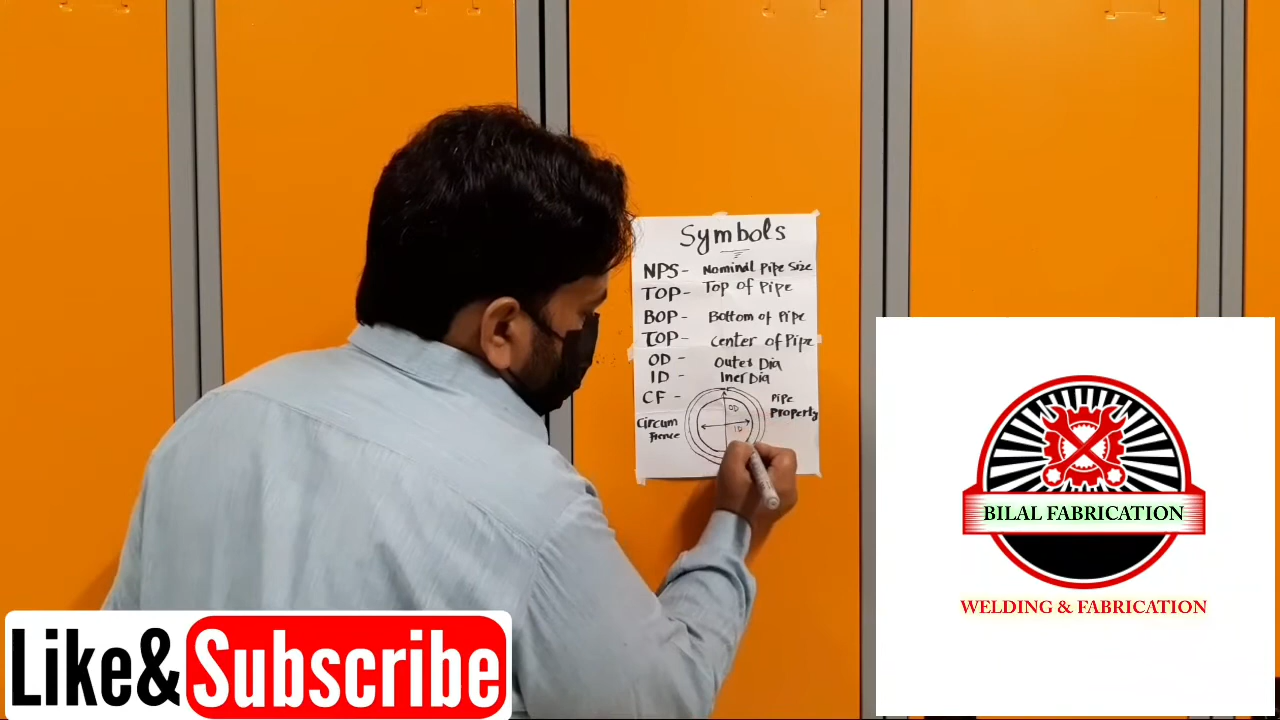 Symbols
NPS- Nominal Pipe Size
TOP- Top of Pipe
BOP- Bottom of Pipe
TOP- Center of Pipe
OD - Outer Dia
ID - Iner Dia
CF -
OD
ID
Pipe
Property
Circum
frence
BILAL FABRICATION
WELDING & FABRICATION
Like& Subscribe